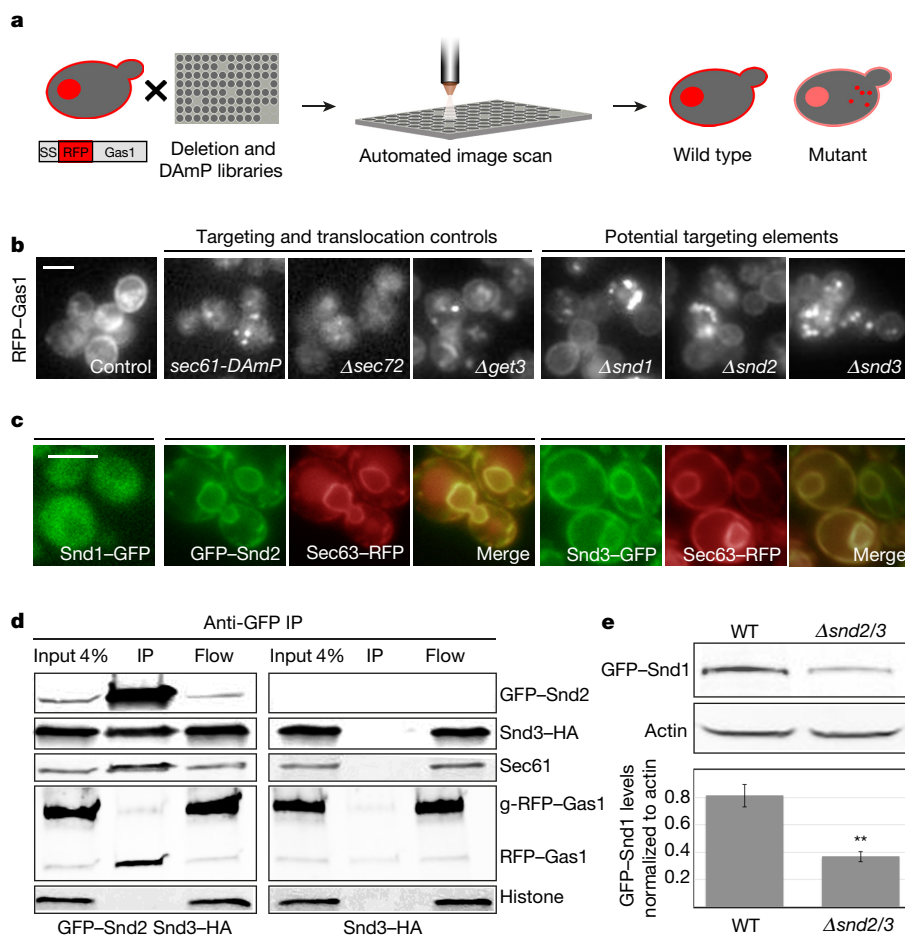 a
SS RFP Gas1
Deletion and
DAmP libraries
Automated image scan
Wild type
Mutant
b
Targeting and translocation controls
Potential targeting elements
RFP–Gas1
Control
sec61-DAmP
Δsec72
Δget3
Δsnd1
Δsnd2
Δsnd3
c
Snd1–GFP
GFP–Snd2
Sec63–RFP
Merge
Snd3–GFP
Sec63–RFP
Merge
d
Anti-GFP IP
Input 4% IP Flow
Input 4% IP Flow
GFP–Snd2
Snd3–HA
Sec61
g-RFP–Gas1
RFP–Gas1
Histone
GFP–Snd2 Snd3–HA
Snd3–HA
e
WT Δsnd2/3
GFP–Snd1
Actin
GFP–Snd1 levels
normalized to actin
0.8
0.6
0.4
0.2
**
WT Δsnd2/3